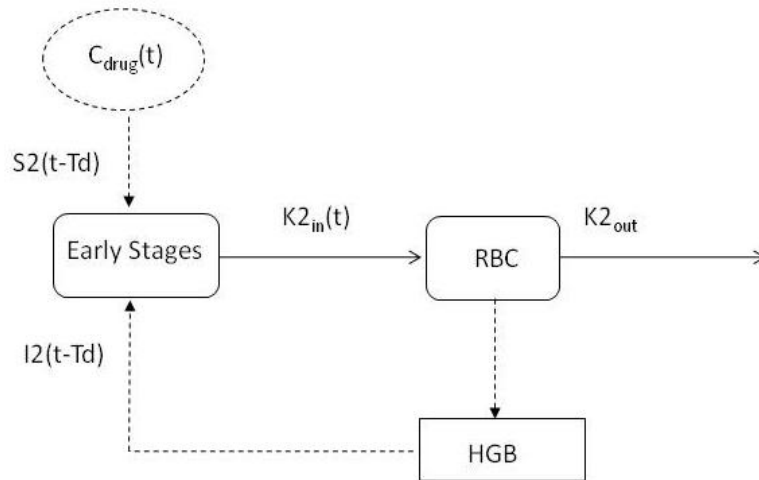 C_drug(t)
S2(t-Td)
Early Stages
K2_in(t)
RBC
K2_out
I2(t-Td)
HGB